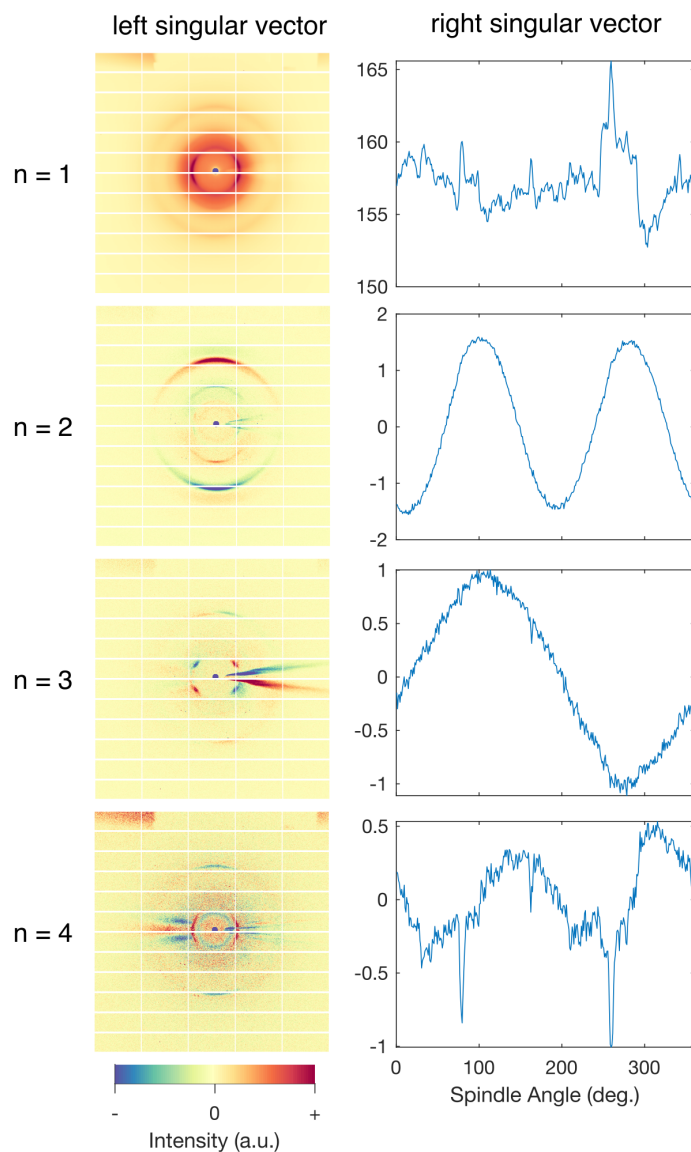 left singular vector
right singular vector
n = 1
165
160
155
150
n = 2
2
1
0
-1
-2
n = 3
1
0.5
0
-0.5
-1
n = 4
0.5
0
-0.5
-1
0 100 200 300
Spindle Angle (deg.)
- 0 +
Intensity (a.u.)